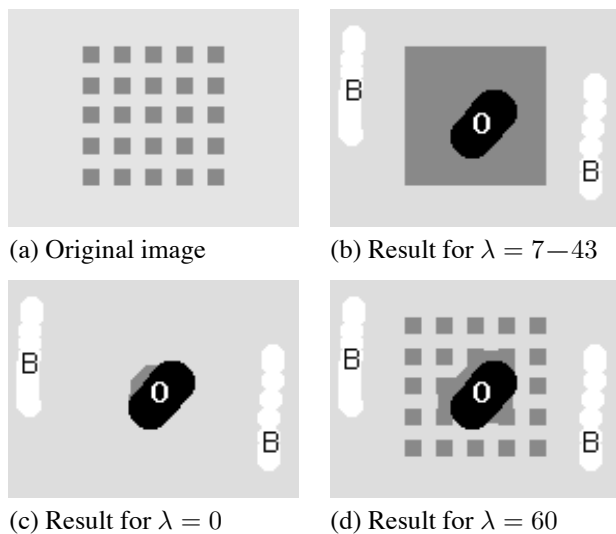 B
O
B
(a) Original image
(b) Result for λ = 7−43
B
O
B
B
O
B
(c) Result for λ = 0
(d) Result for λ = 60